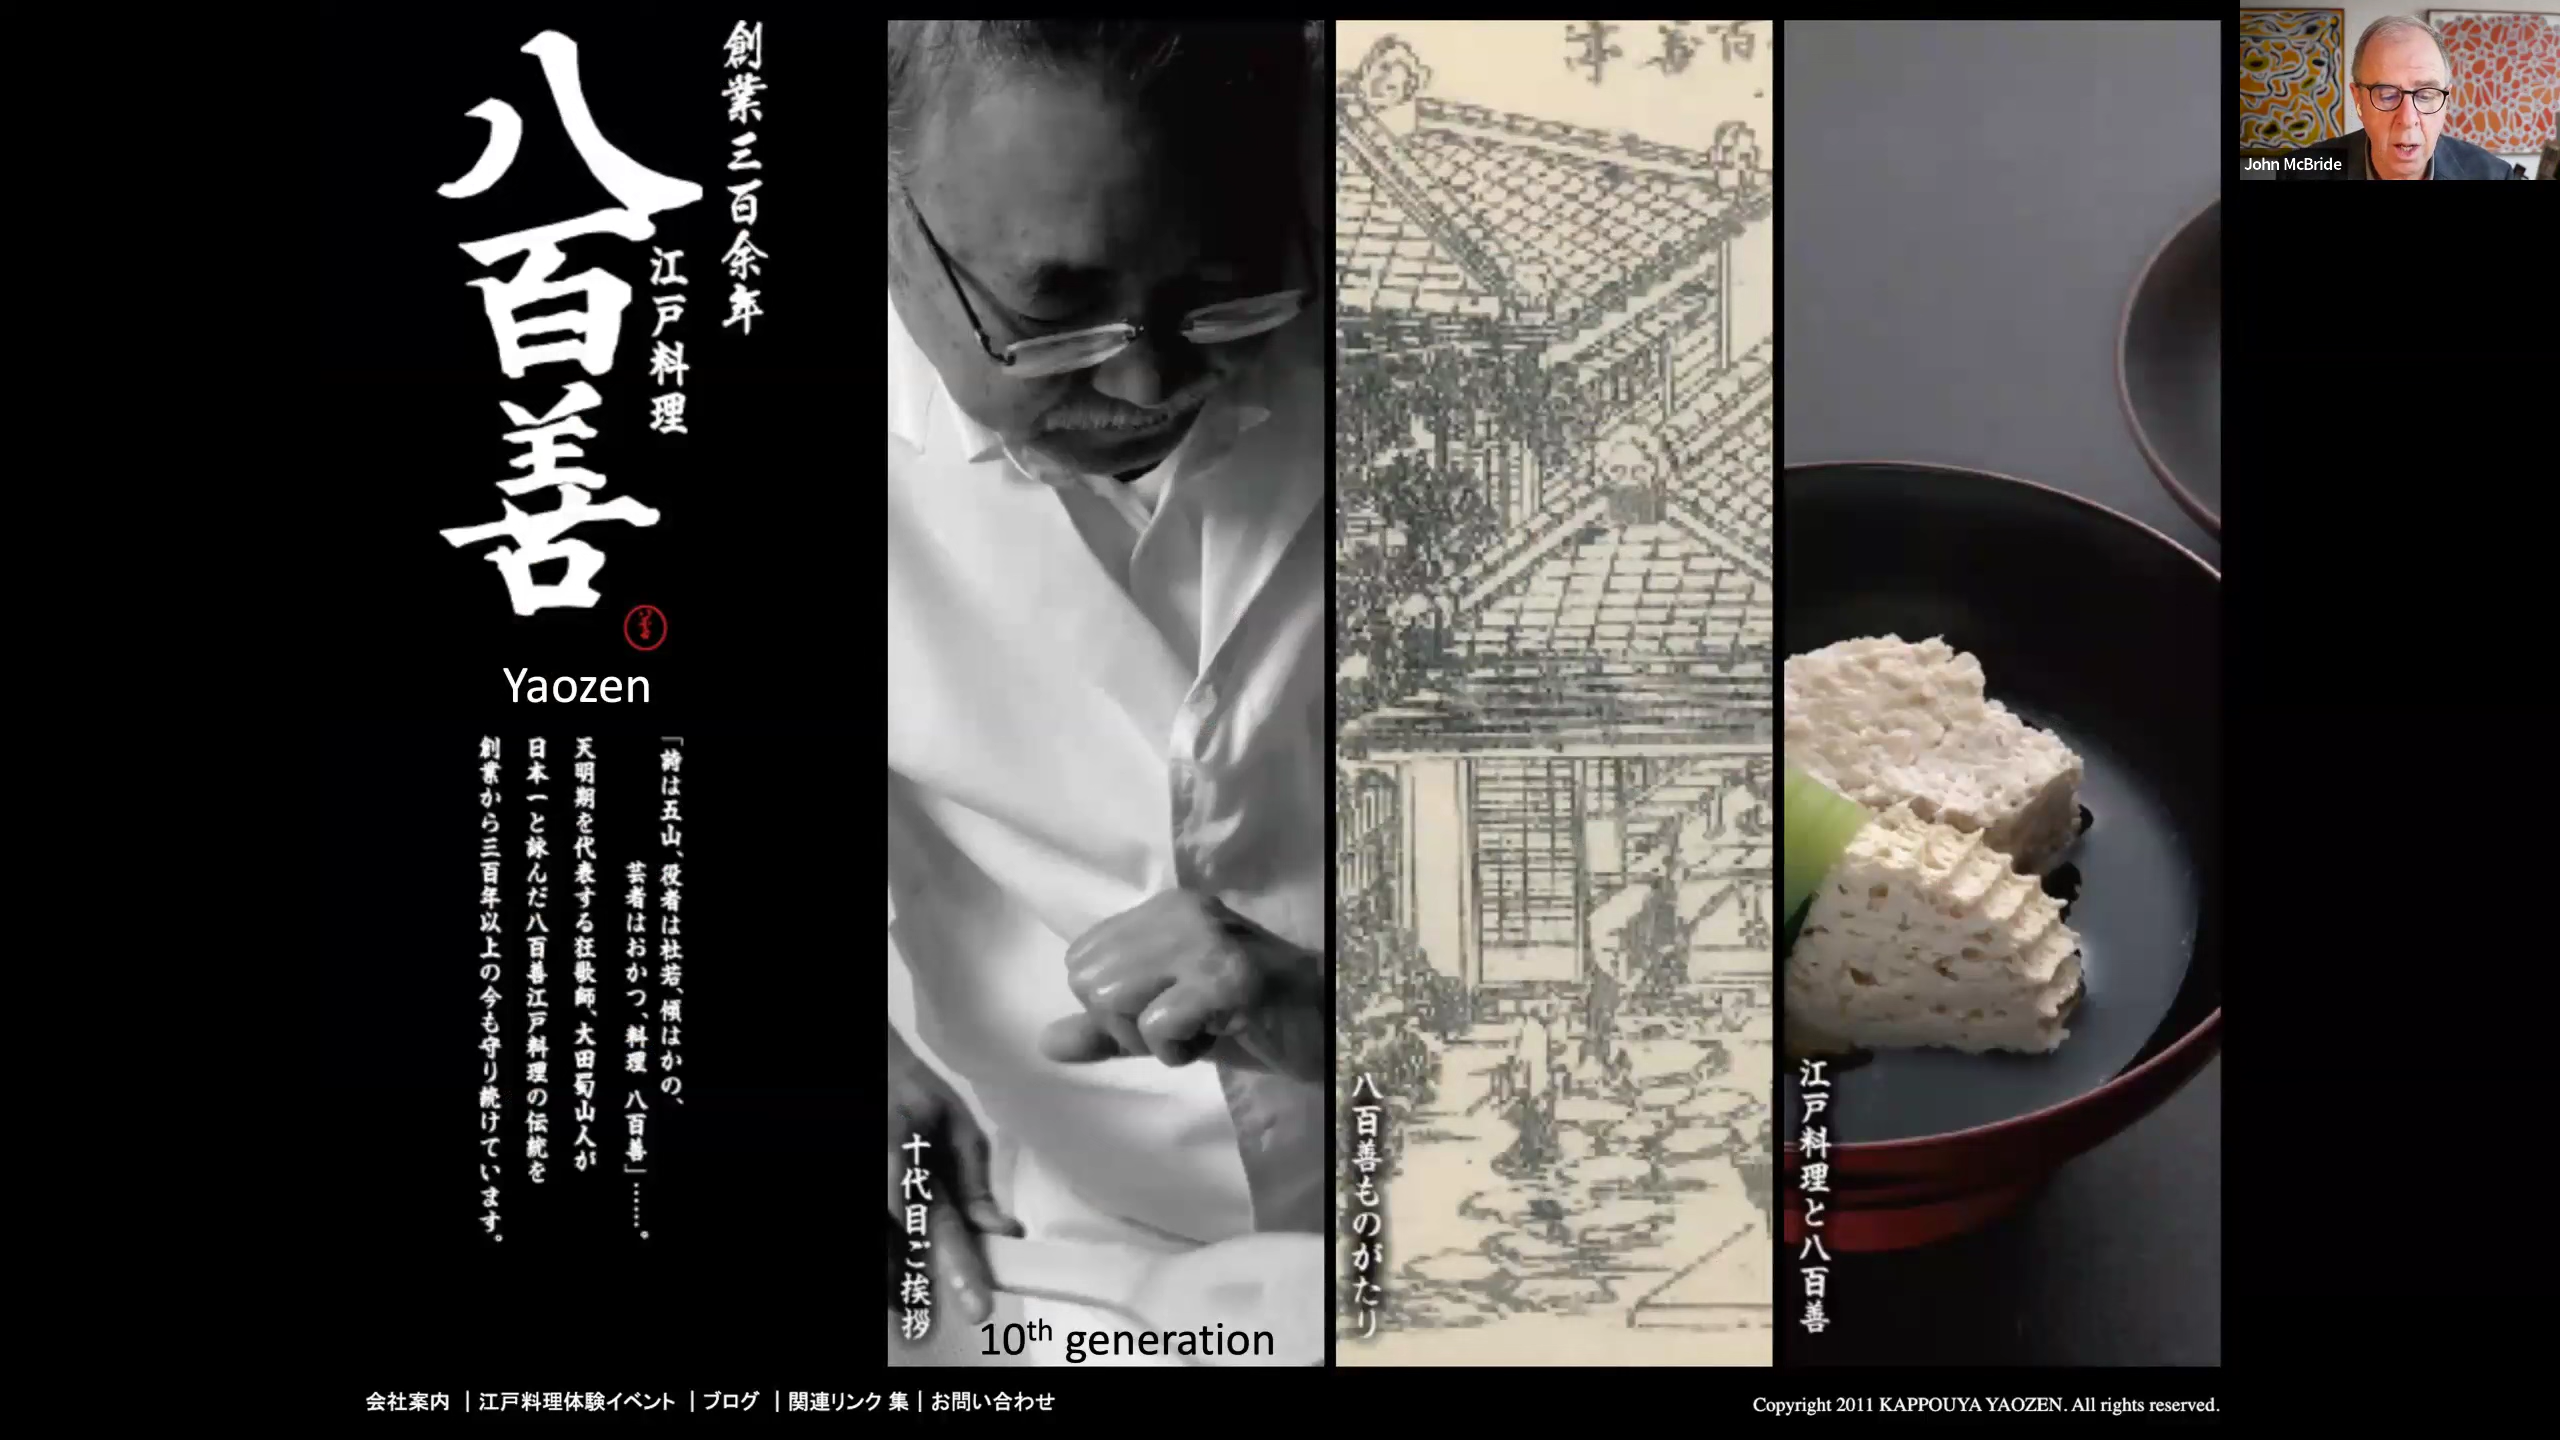 創業三百余年
江戸料理
八百善
Yaozen
「詩は五山、役者は杜若、傾はかの、
芸者はおかつ、料理 八百善」……。
天明期を代表する狂歌師、大田蜀山人が
日本一と詠んだ八百善江戸料理の伝統を
創業から三百年以上の今も守り続けています。
十代目ご挨拶
10th generation
八百善ものがたり
江戸料理と八百善
John McBride
会社案内 | 江戸料理体験イベント | ブログ | 関連リンク 集 | お問い合わせ
Copyright 2011 KAPPOUYA YAOZEN. All rights reserved.